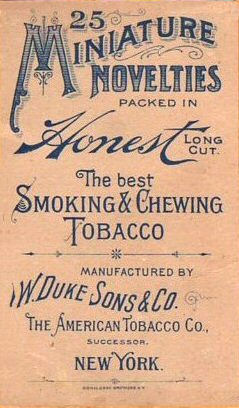 25
MINIATURE
NOVELTIES
PACKED IN
Honest LONG CUT.
The best
SMOKING & CHEWING
TOBACCO
MANUFACTURED BY
W. DUKE SONS & CO.
THE AMERICAN TOBACCO CO.,
SUCCESSOR.
NEW YORK.